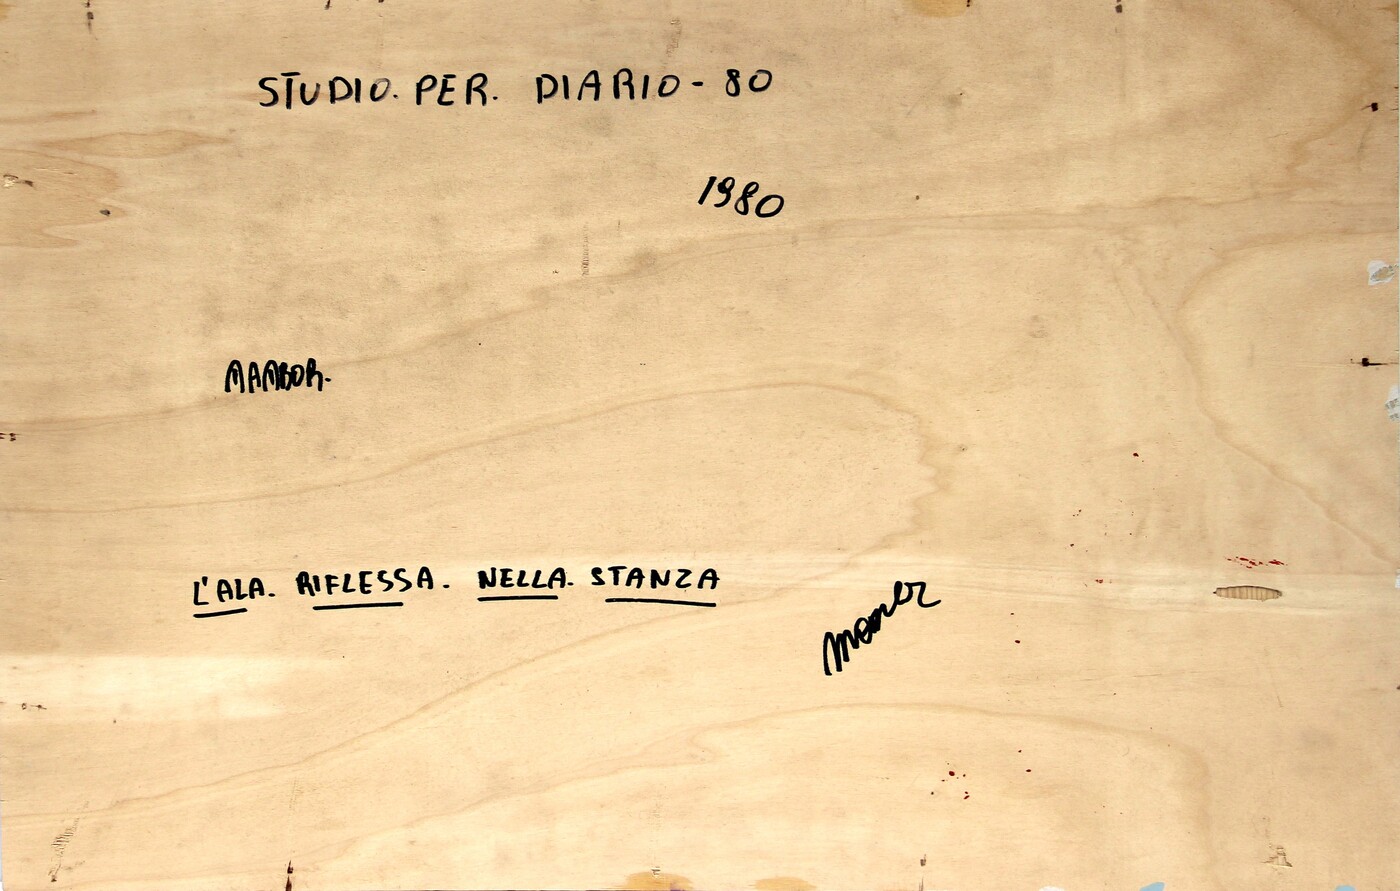 STUDIO. PER. DIARIO - 80
1980
MAMBOR.
L'ALA. RIFLESSA. NELLA. STANZA